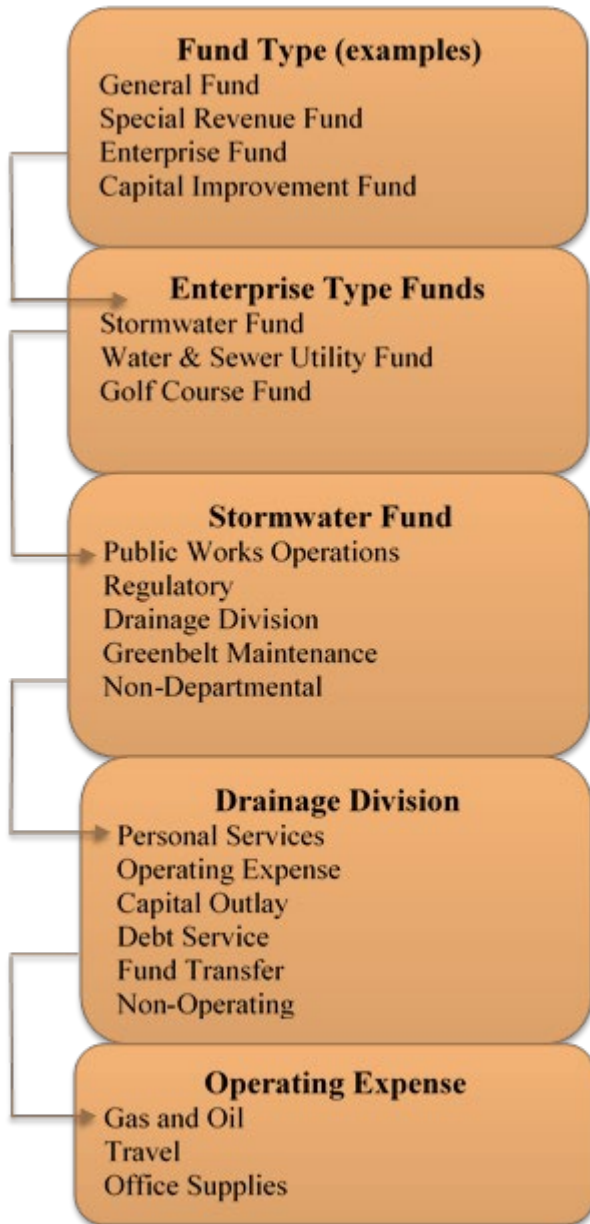 Fund Type (examples)
General Fund
Special Revenue Fund
Enterprise Fund
Capital Improvement Fund
Enterprise Type Funds
Stormwater Fund
Water & Sewer Utility Fund
Golf Course Fund
Stormwater Fund
Public Works Operations
Regulatory
Drainage Division
Greenbelt Maintenance
Non-Departmental
Drainage Division
Personal Services
Operating Expense
Capital Outlay
Debt Service
Fund Transfer
Non-Operating
Operating Expense
Gas and Oil
Travel
Office Supplies